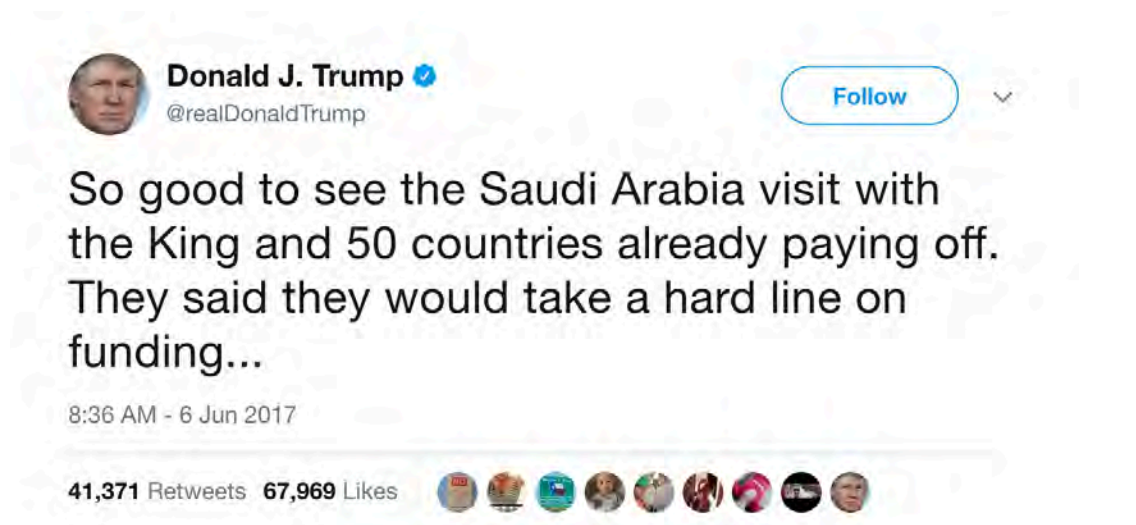 Donald J. Trump
@realDonaldTrump
Follow
So good to see the Saudi Arabia visit with
the King and 50 countries already paying off.
They said they would take a hard line on
funding...
8:36 AM - 6 Jun 2017
41,371 Retweets 67,969 Likes